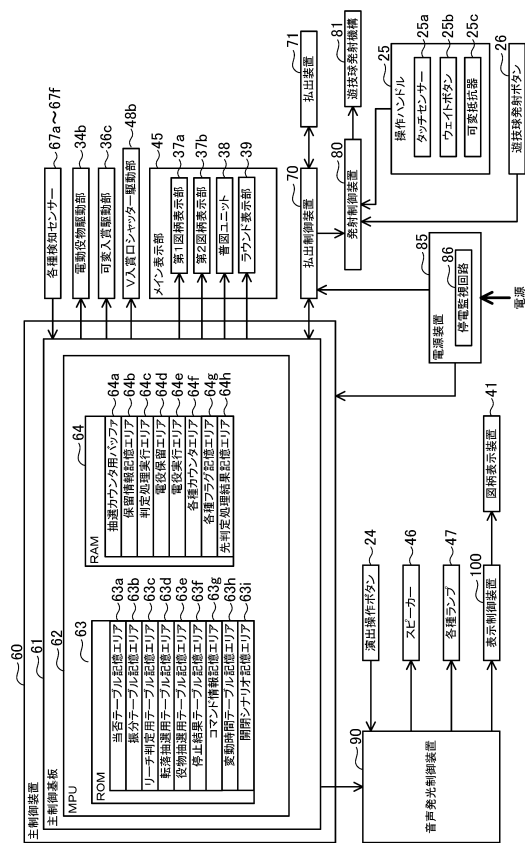 60
主制御装置
61
主制御基板
62
MPU
63
ROM
当否テーブル記憶エリア 63a
振分テーブル記憶エリア 63b
リーチ判定用テーブル記憶エリア 63c
転落抽選用テーブル記憶エリア 63d
役物抽選用テーブル記憶エリア 63e
停止結果テーブル記憶エリア 63f
コマンド情報記憶エリア 63g
変動時間テーブル記憶エリア 63h
開閉シナリオ記憶エリア 63i
64
RAM
抽選カウンタ用バッファ 64a
保留情報記憶エリア 64b
判定処理実行エリア 64c
電役保留エリア 64d
電役実行エリア 64e
各種カウンタエリア 64f
各種フラグ記憶エリア 64g
先判定処理結果記憶エリア 64h
各種検知センサー 67a～67f
電動役物駆動部 34b
可変入賞駆動部 36c
V入賞口シャッター駆動部 48b
メイン表示部 45
第1図柄表示部 37a
第2図柄表示部 37b
普図ユニット 38
ラウンド表示部 39
払出制御装置 70
払出装置 71
発射制御装置 80
遊技球発射機構 81
操作ハンドル 25
タッチセンサー 25a
ウェイトボタン 25b
可変抵抗器 25c
遊技球発射ボタン 26
電源装置 85
停電監視回路 86
電源
90
音声発光制御装置
演出操作ボタン 24
スピーカー 46
各種ランプ 47
表示制御装置 100
図柄表示装置 41